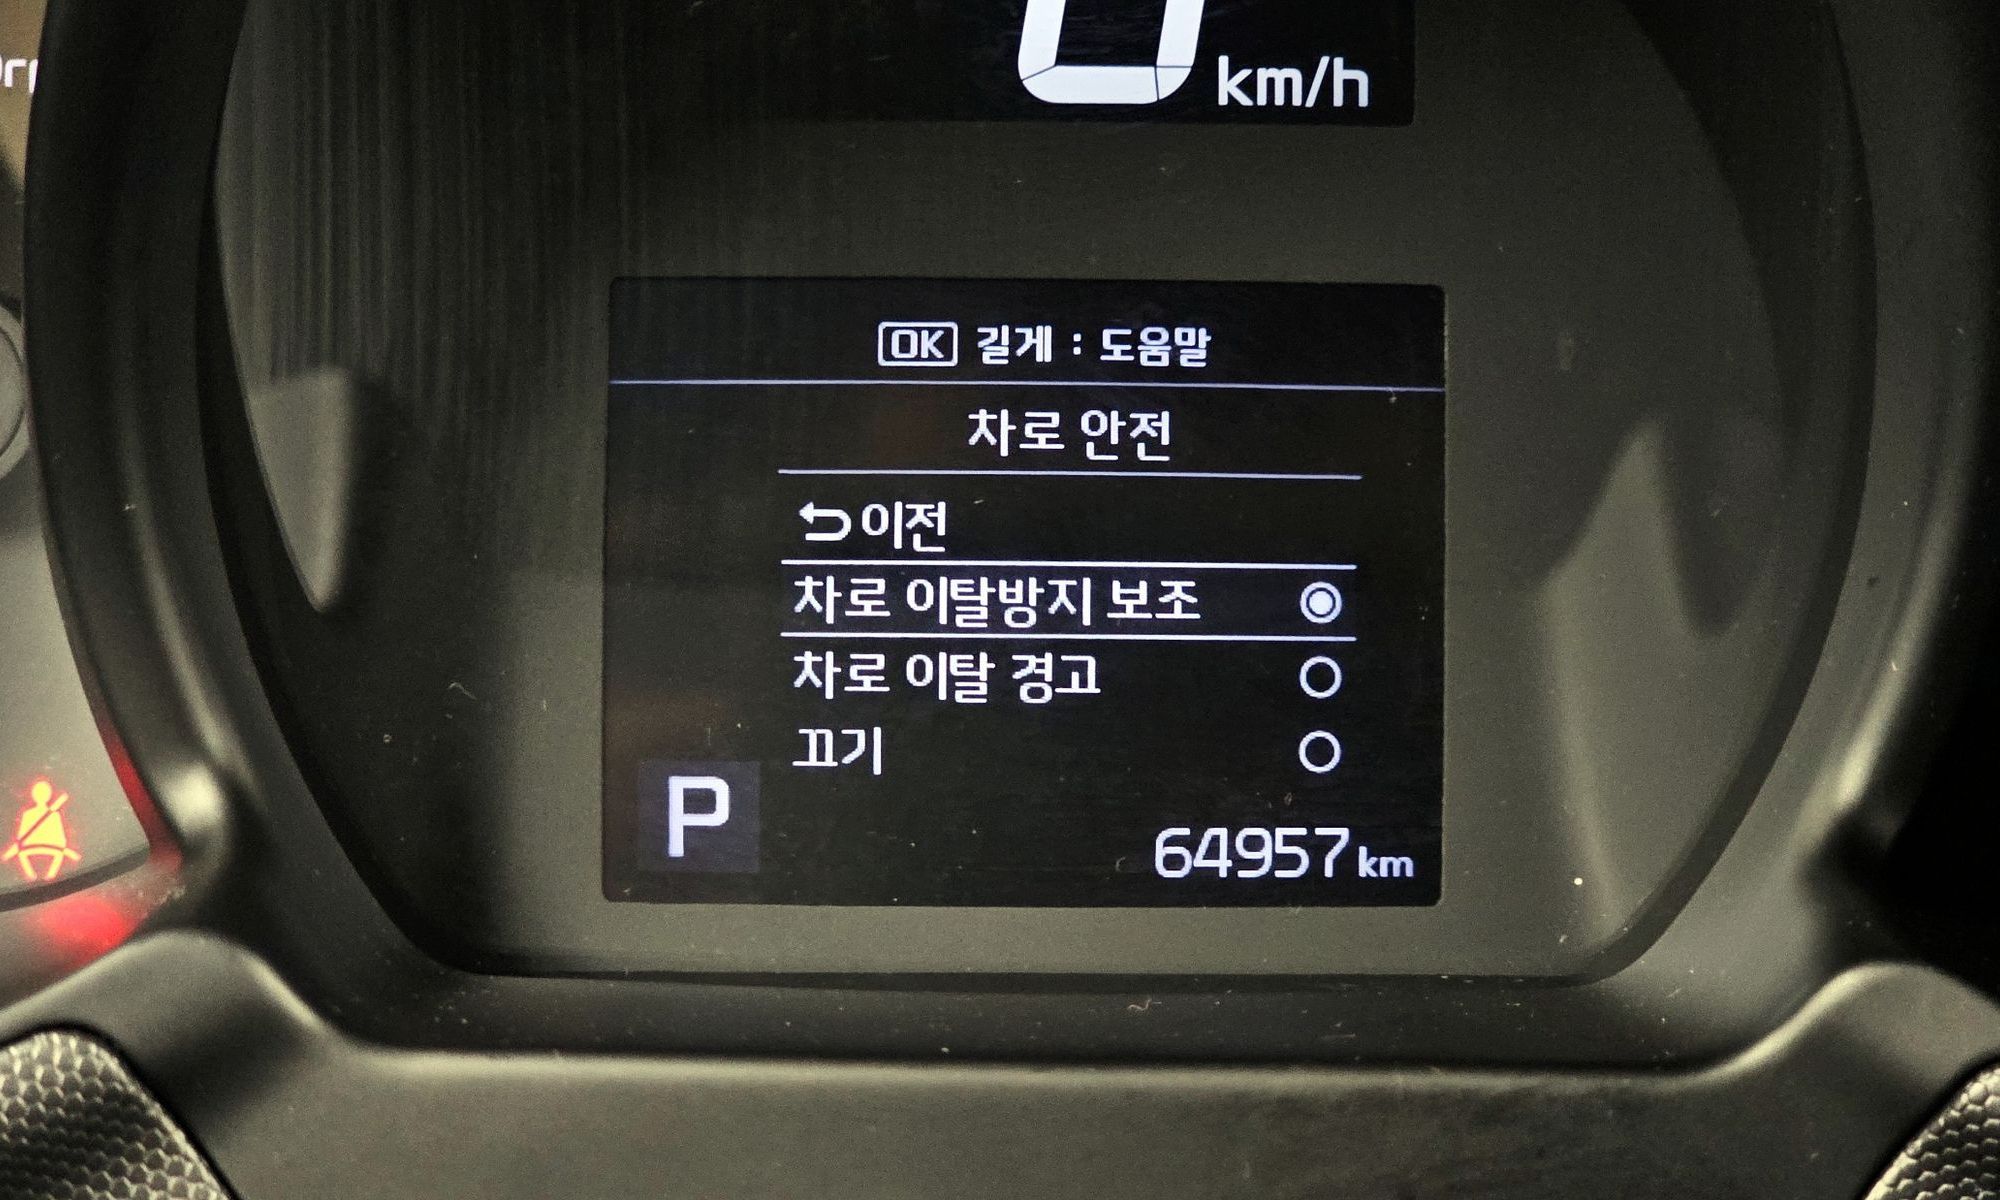 0 km/h
OK 길게 : 도움말
차로 안전
이전
차로 이탈방지 보조
차로 이탈 경고
끄기
P
64957 km